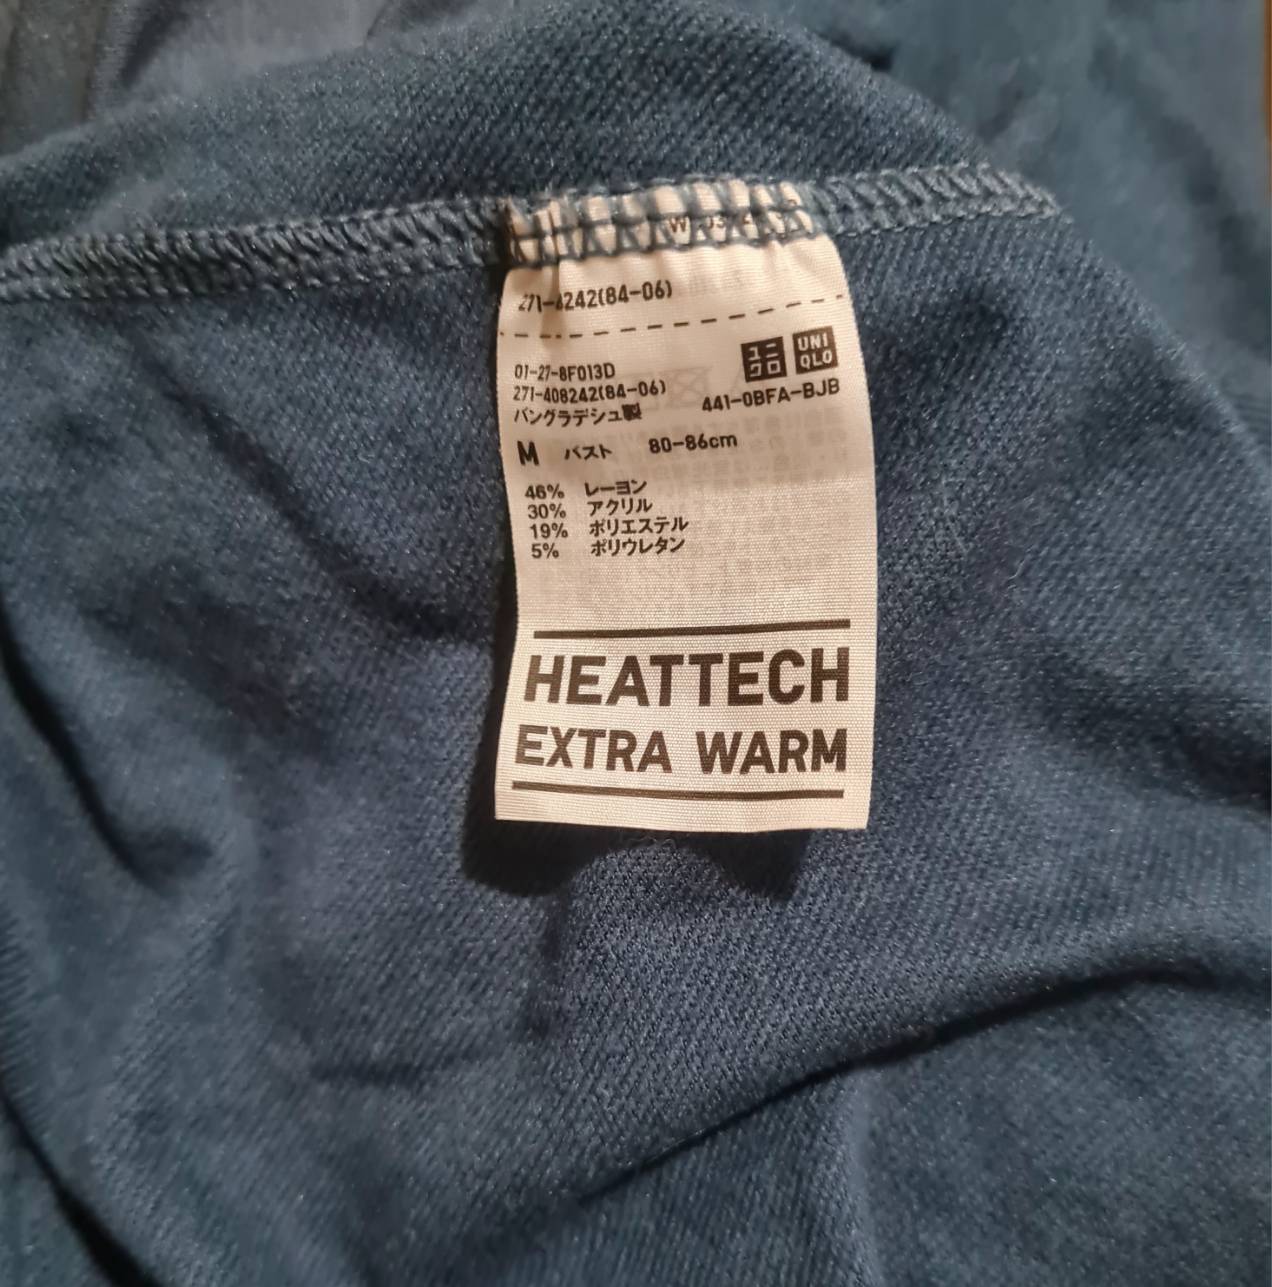 271-4242(84-06)
ユニクロ UNIQLO
01-27-8F013D
271-408242(84-06)
441-0BFA-BJB
バングラデシュ製
M バスト 80-86cm
46% レーヨン
30% アクリル
19% ポリエステル
5% ポリウレタン
HEATTECH
EXTRA WARM